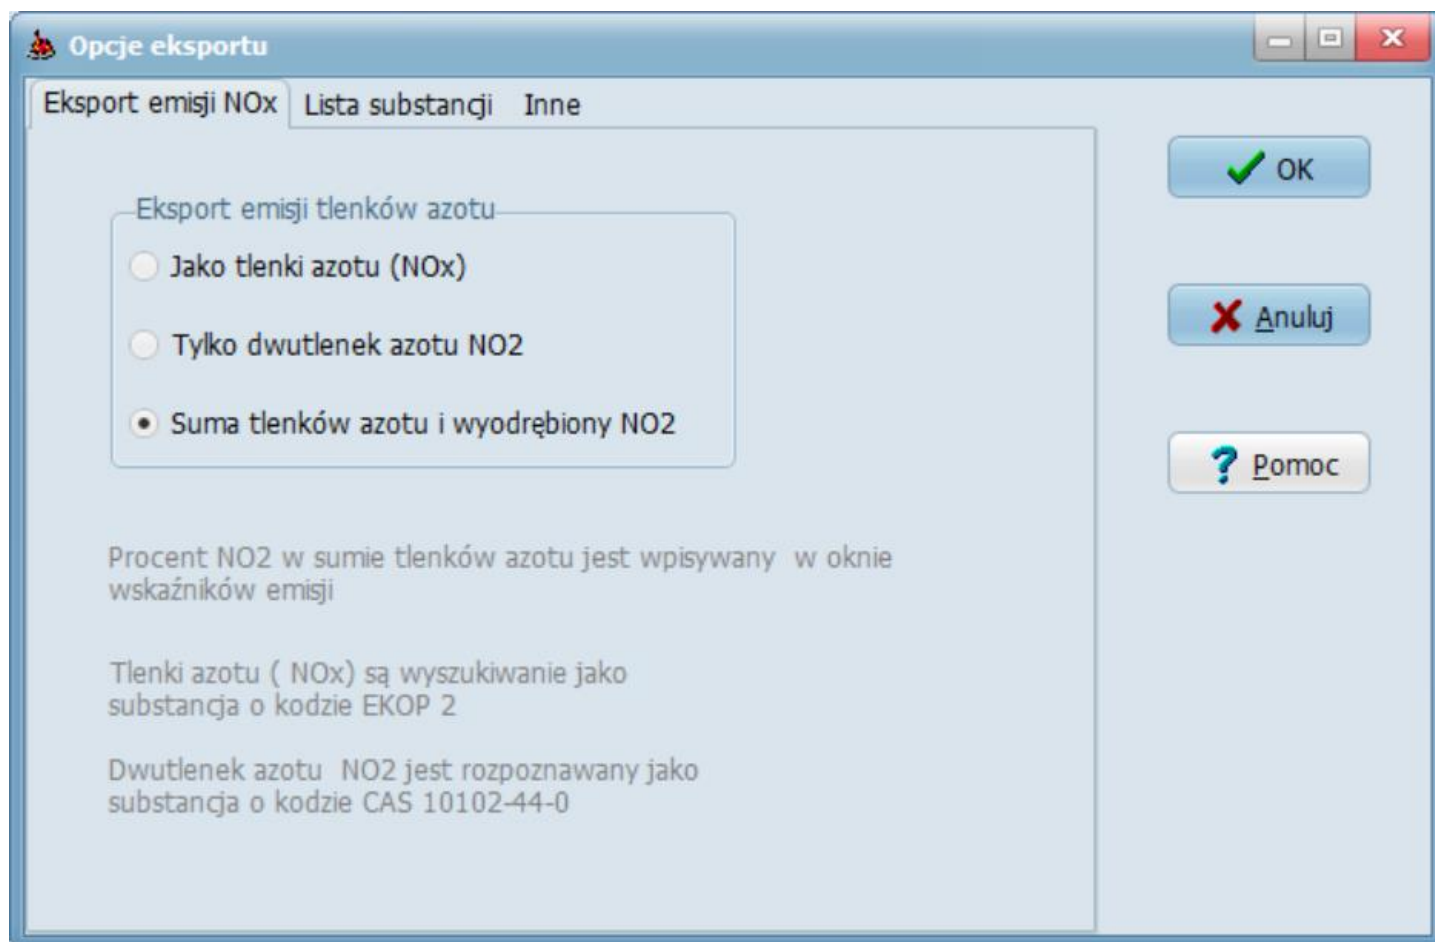 Opcje eksportu
Eksport emisji NOx Lista substancji Inne
Eksport emisji tlenków azotu
Jako tlenki azotu (NOx)
Tylko dwutlenek azotu NO2
Suma tlenków azotu i wyodrębiony NO2
OK
Anuluj
Pomoc
Procent NO2 w sumie tlenków azotu jest wpisywany w oknie
wskaźników emisji
Tlenki azotu ( NOx) są wyszukiwanie jako
substancja o kodzie EKOP 2
Dwutlenek azotu NO2 jest rozpoznawany jako
substancja o kodzie CAS 10102-44-0